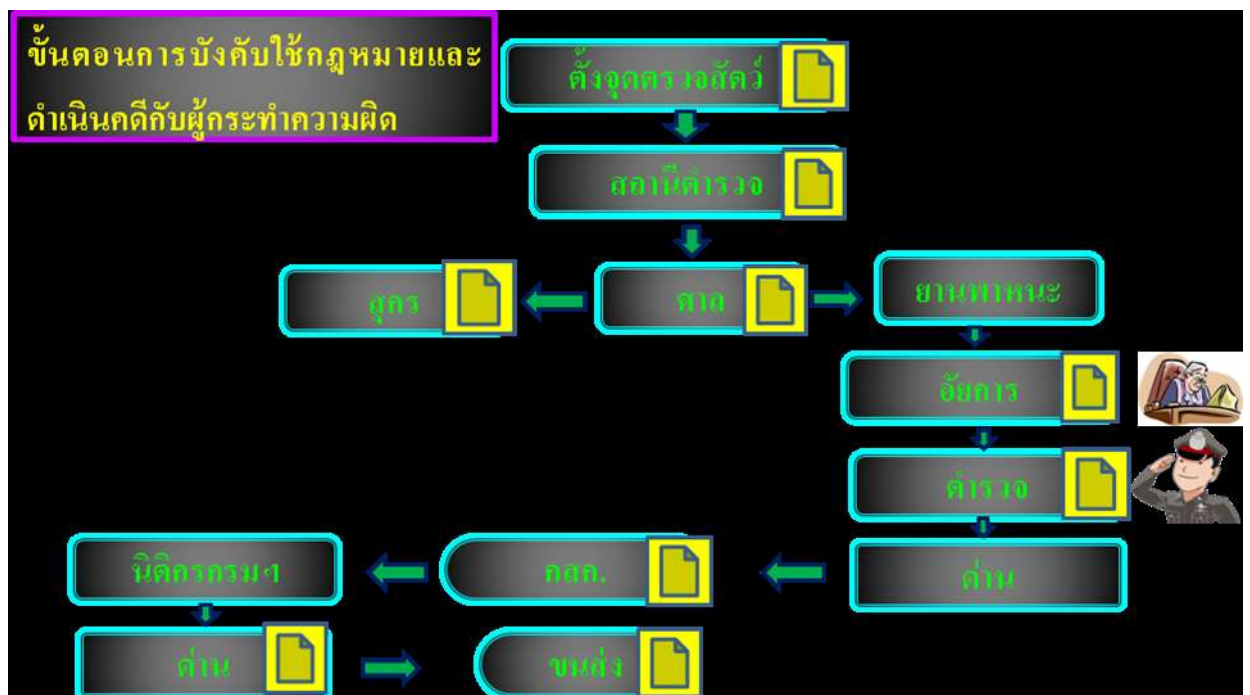 ขั้นตอนการบังคับใช้กฎหมายและ
ดำเนินคดีกับผู้กระทำความผิด
ตั้งจุดตรวจสัตว์
สถานีตำรวจ
สุกร
ศาล
ยานพาหนะ
อัยการ
ตำรวจ
นิติกรกรมฯ
กสก.
ด่าน
ด่าน
ขนส่ง